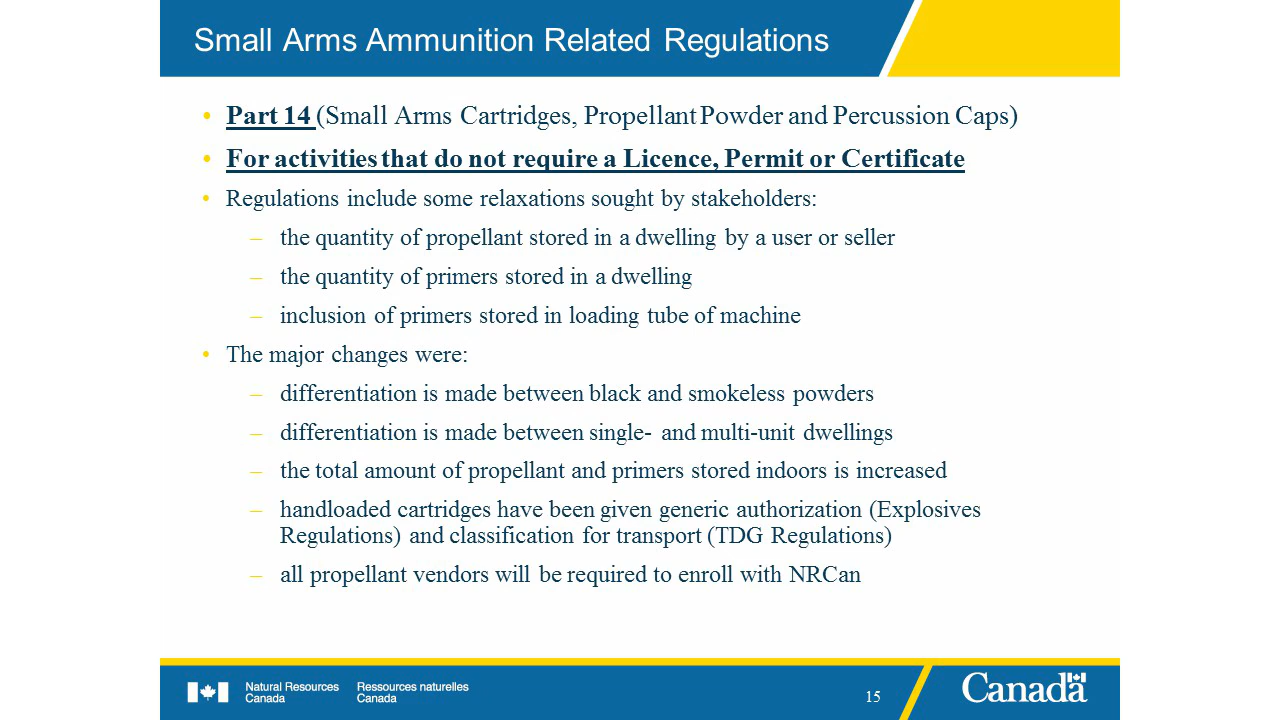 Small Arms Ammunition Related Regulations
• Part 14 (Small Arms Cartridges, Propellant Powder and Percussion Caps)
• For activities that do not require a Licence, Permit or Certificate
• Regulations include some relaxations sought by stakeholders:
– the quantity of propellant stored in a dwelling by a user or seller
– the quantity of primers stored in a dwelling
– inclusion of primers stored in loading tube of machine
• The major changes were:
– differentiation is made between black and smokeless powders
– differentiation is made between single- and multi-unit dwellings
– the total amount of propellant and primers stored indoors is increased
– handloaded cartridges have been given generic authorization (Explosives
Regulations) and classification for transport (TDG Regulations)
– all propellant vendors will be required to enroll with NRCan
Natural Resources Ressources naturelles
Canada Canada
15
Canada